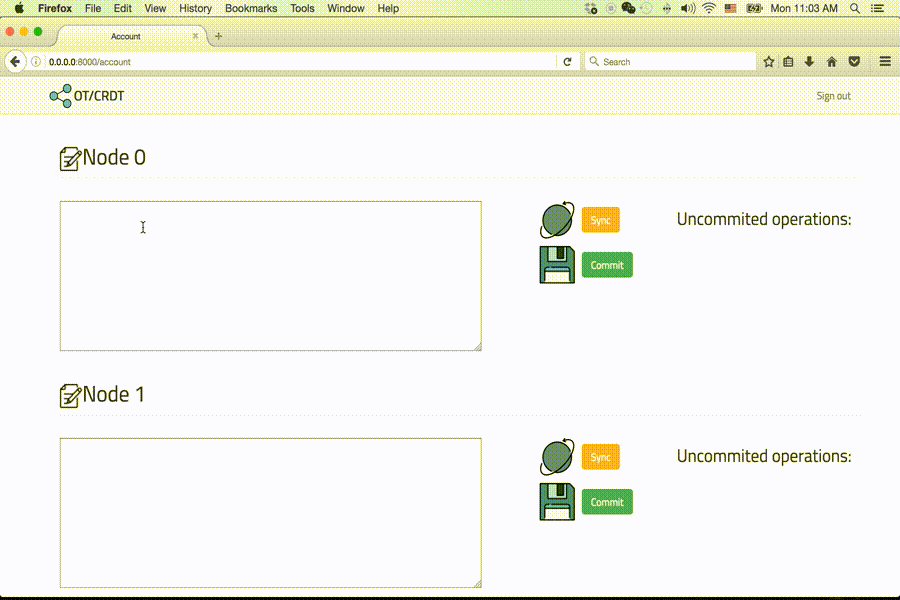 Firefox File Edit View History Bookmarks Tools Window Help Mon 11:03 AM
Account
0.0.0.0:8000/account
Search
OT/CRDT
Sign out
Node 0
Sync
Uncommited operations:
Commit
Node 1
Sync
Uncommited operations:
Commit